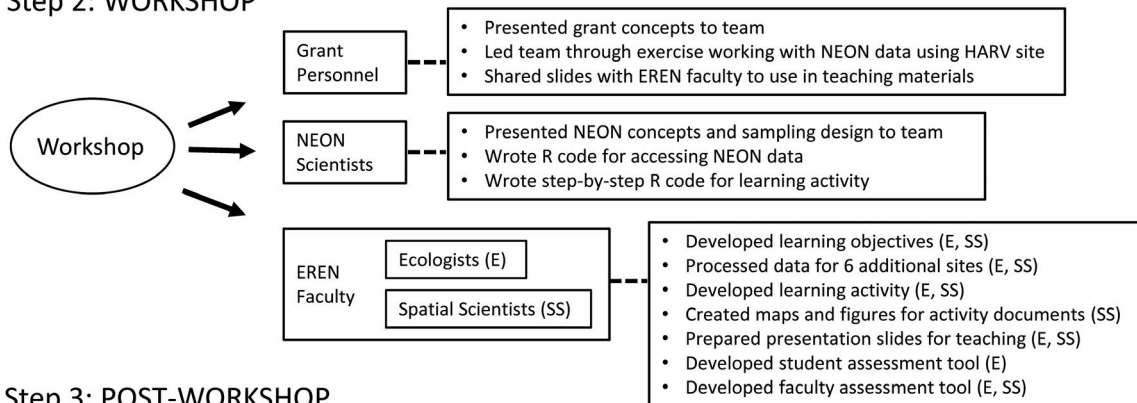 Step 2: WORKSHOP
Workshop
Grant
Personnel
• Presented grant concepts to team
• Led team through exercise working with NEON data using HARV site
• Shared slides with EREN faculty to use in teaching materials
NEON
Scientists
• Presented NEON concepts and sampling design to team
• Wrote R code for accessing NEON data
• Wrote step-by-step R code for learning activity
EREN
Faculty
Ecologists (E)
Spatial Scientists (SS)
• Developed learning objectives (E, SS)
• Processed data for 6 additional sites (E, SS)
• Developed learning activity (E, SS)
• Created maps and figures for activity documents (SS)
• Prepared presentation slides for teaching (E, SS)
• Developed student assessment tool (E)
• Developed faculty assessment tool (E, SS)
Step 3: POST-WORKSHOP